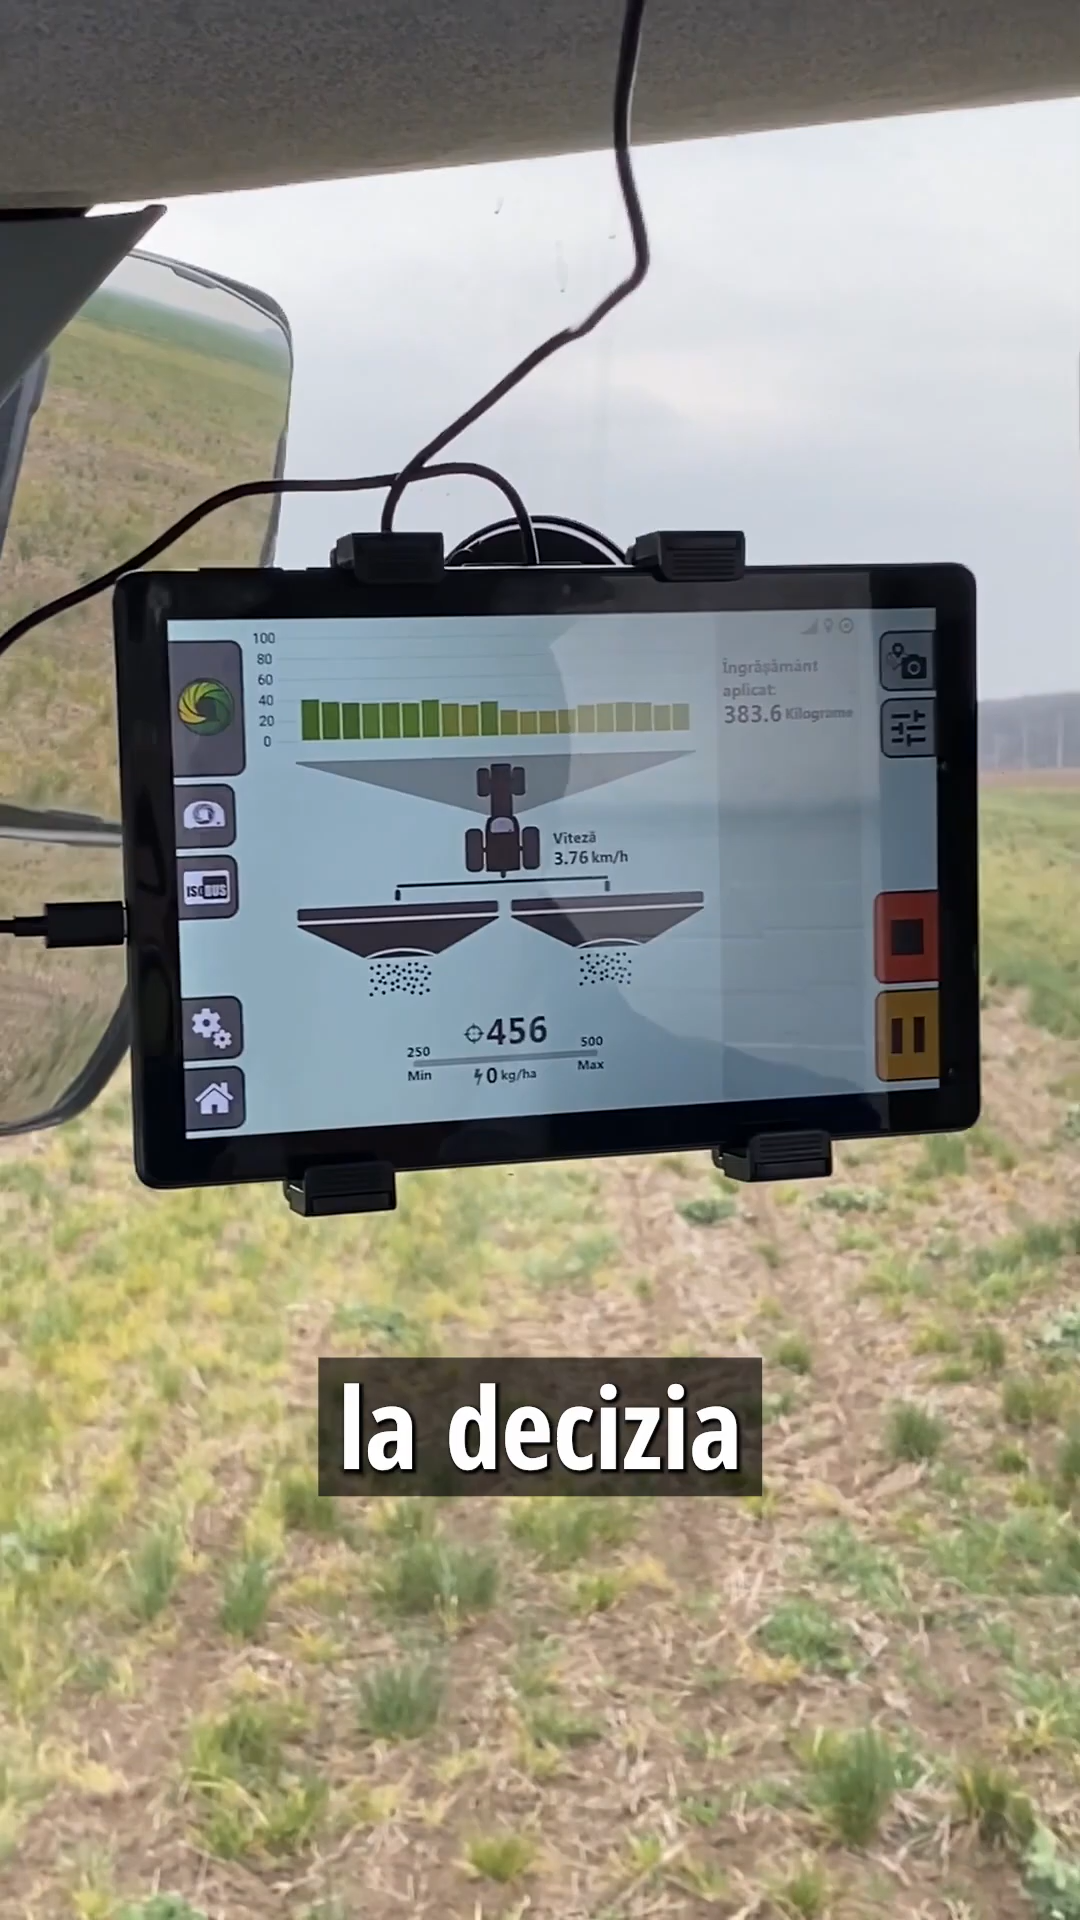 100
80
60
40
20
0
Îngrășământ
aplicat:
383.6 Kilograme
Viteză
3.76 km/h
ISOBUS
456
250
500
Min
0 kg/ha
Max
la decizia